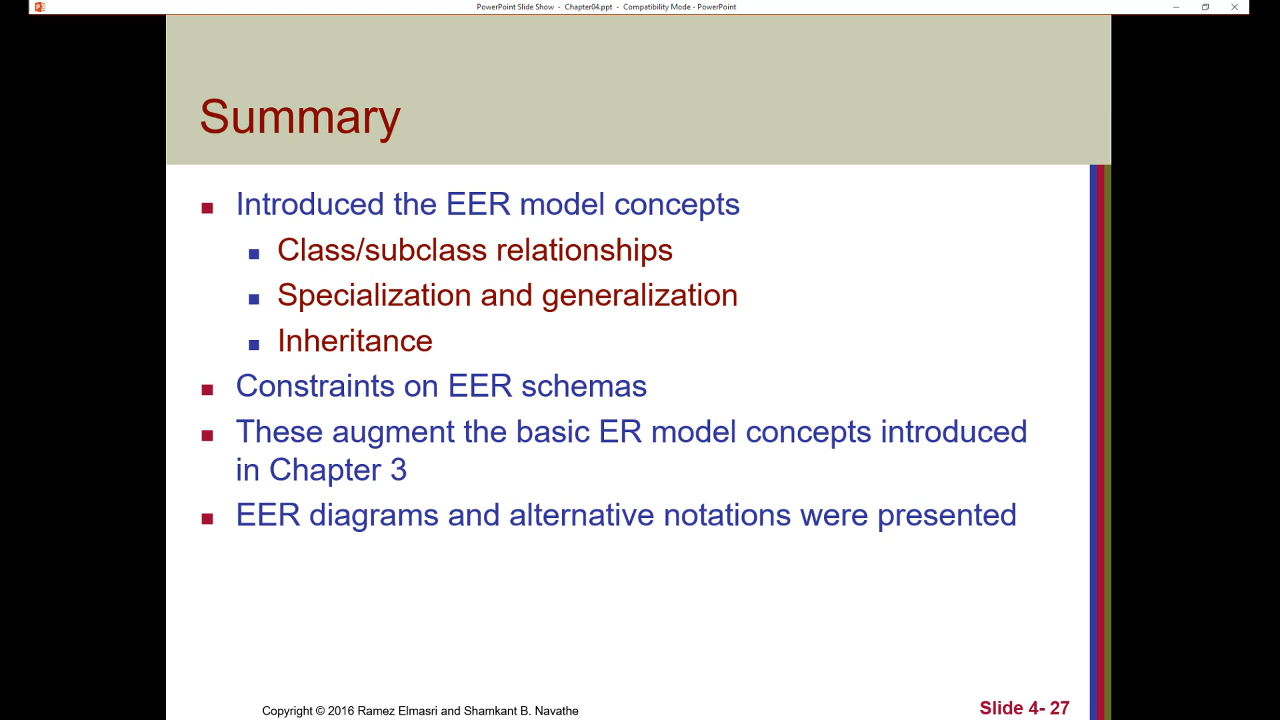 PowerPoint Slide Show - Chapter04.ppt - Compatibility Mode - PowerPoint
Summary
Introduced the EER model concepts
Class/subclass relationships
Specialization and generalization
Inheritance
Constraints on EER schemas
These augment the basic ER model concepts introduced
in Chapter 3
EER diagrams and alternative notations were presented
Copyright © 2016 Ramez Elmasri and Shamkant B. Navathe
Slide 4- 27